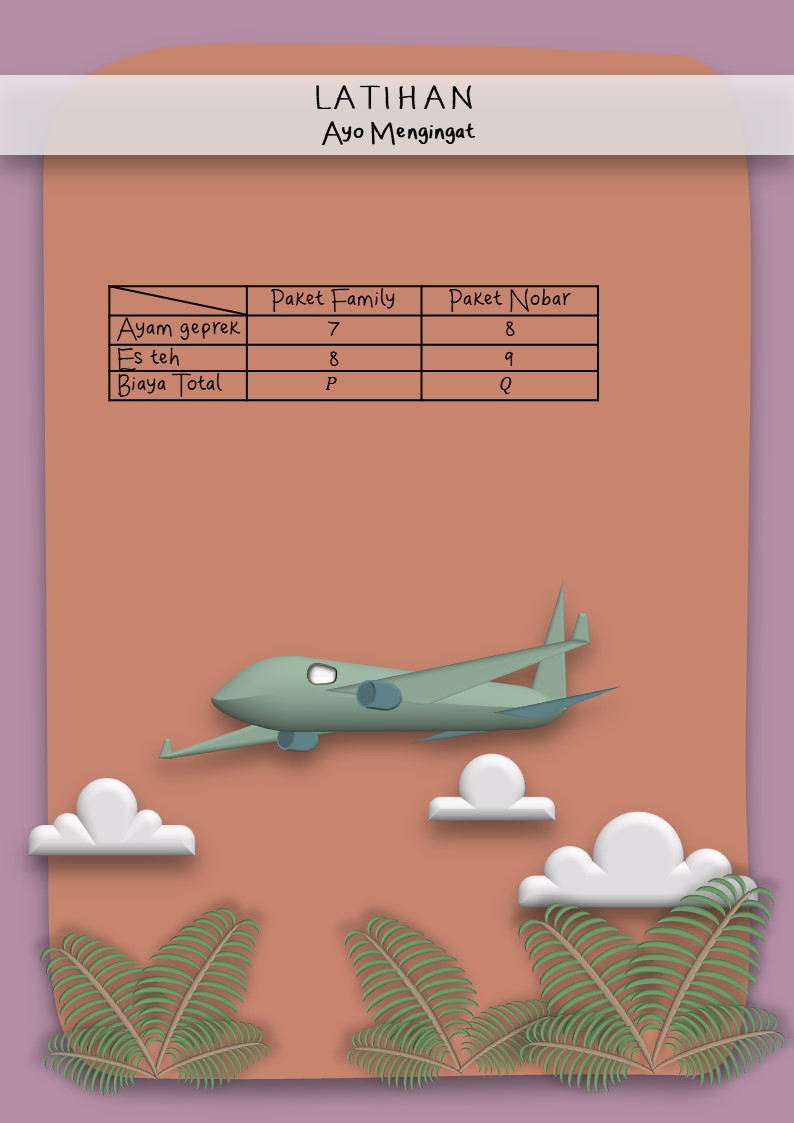 LATIHAN
Ayo Mengingat
Paket Family Paket Nobar
Ayam geprek 7 8
Es teh 8 9
Biaya Total P Q